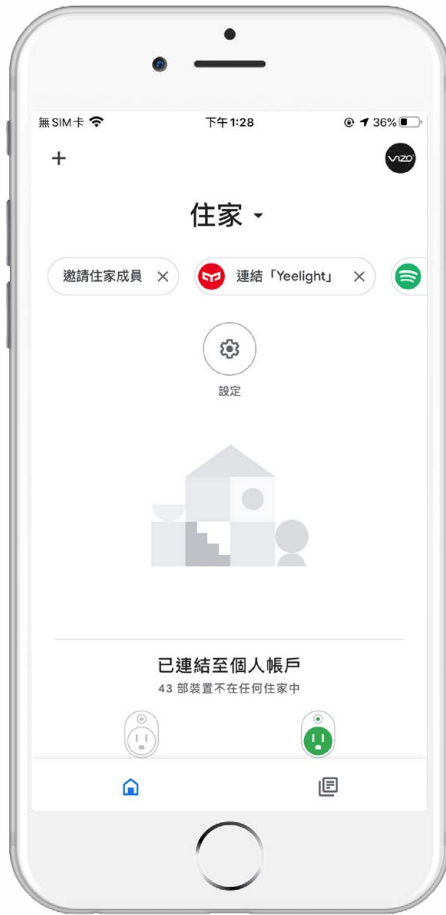 無SIM卡 下午1:28 36%
+ VIZO
住家
邀請住家成員 × 連結「Yeelight」 ×
設定
已連結至個人帳戶
43 部裝置不在任何住家中